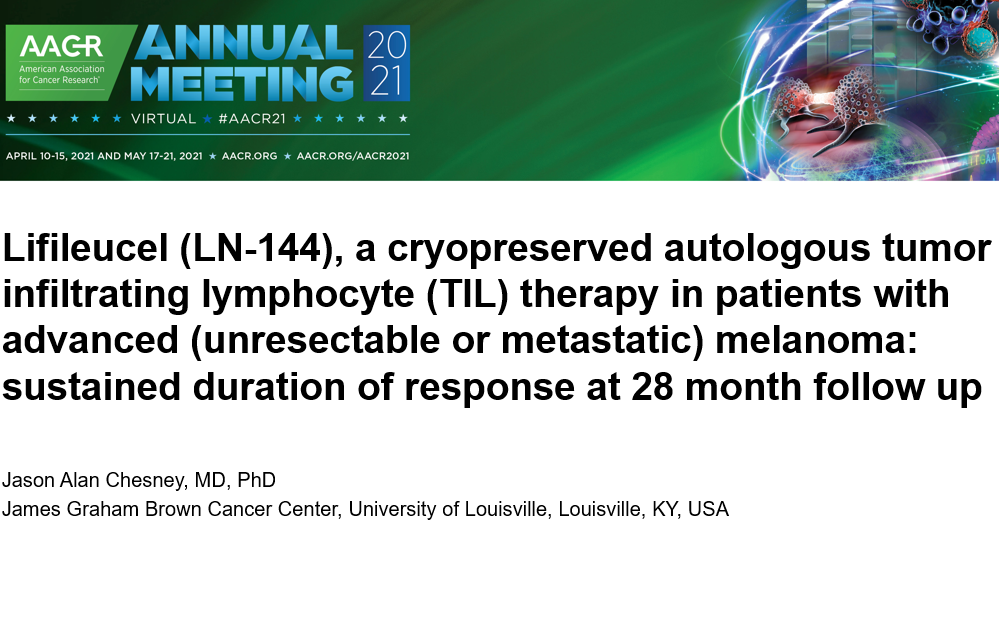 AACR
American Association
for Cancer Research®
ANNUAL
MEETING
2021
VIRTUAL ★ #AACR21
APRIL 10-15, 2021 AND MAY 17-21, 2021 ★ AACR.ORG ★ AACR.ORG/AACR2021
Lifileucel (LN-144), a cryopreserved autologous tumor
infiltrating lymphocyte (TIL) therapy in patients with
advanced (unresectable or metastatic) melanoma:
sustained duration of response at 28 month follow up
Jason Alan Chesney, MD, PhD
James Graham Brown Cancer Center, University of Louisville, Louisville, KY, USA